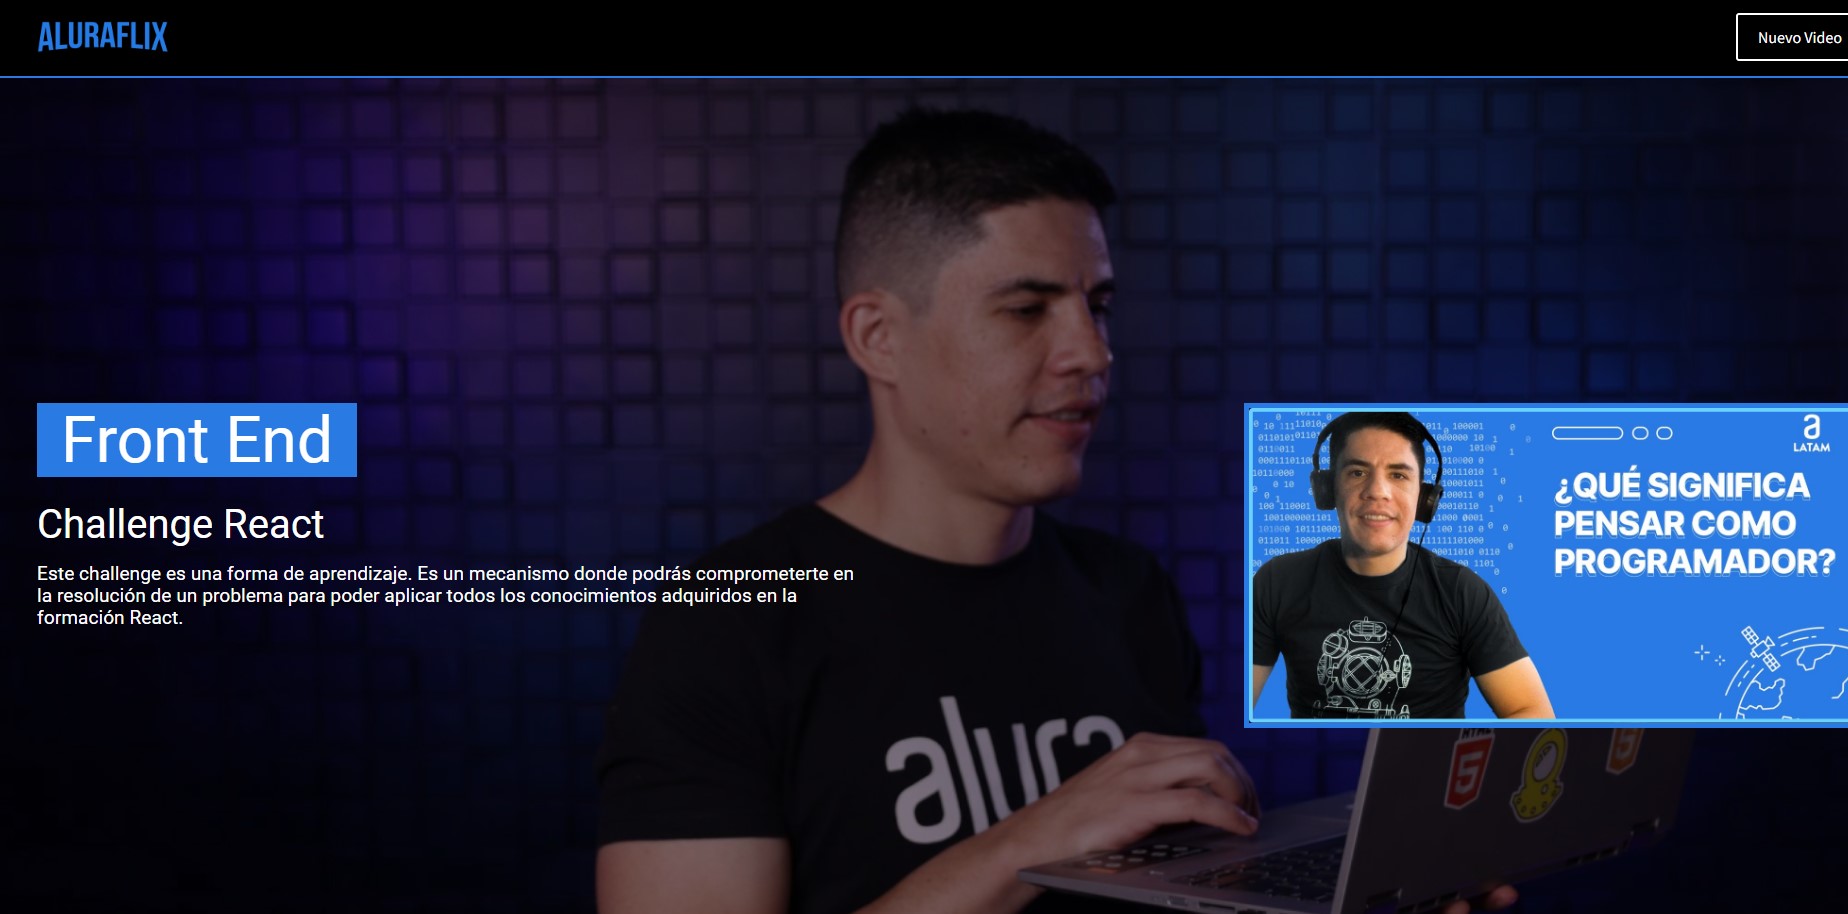 ALURAFLIX
Nuevo Video
Front End
Challenge React
Este challenge es una forma de aprendizaje. Es un mecanismo donde podrás comprometerte en
la resolución de un problema para poder aplicar todos los conocimientos adquiridos en la
formación React.
a
LATAM
¿QUÉ SIGNIFICA
PENSAR COMO
PROGRAMADOR?
alura
5
5